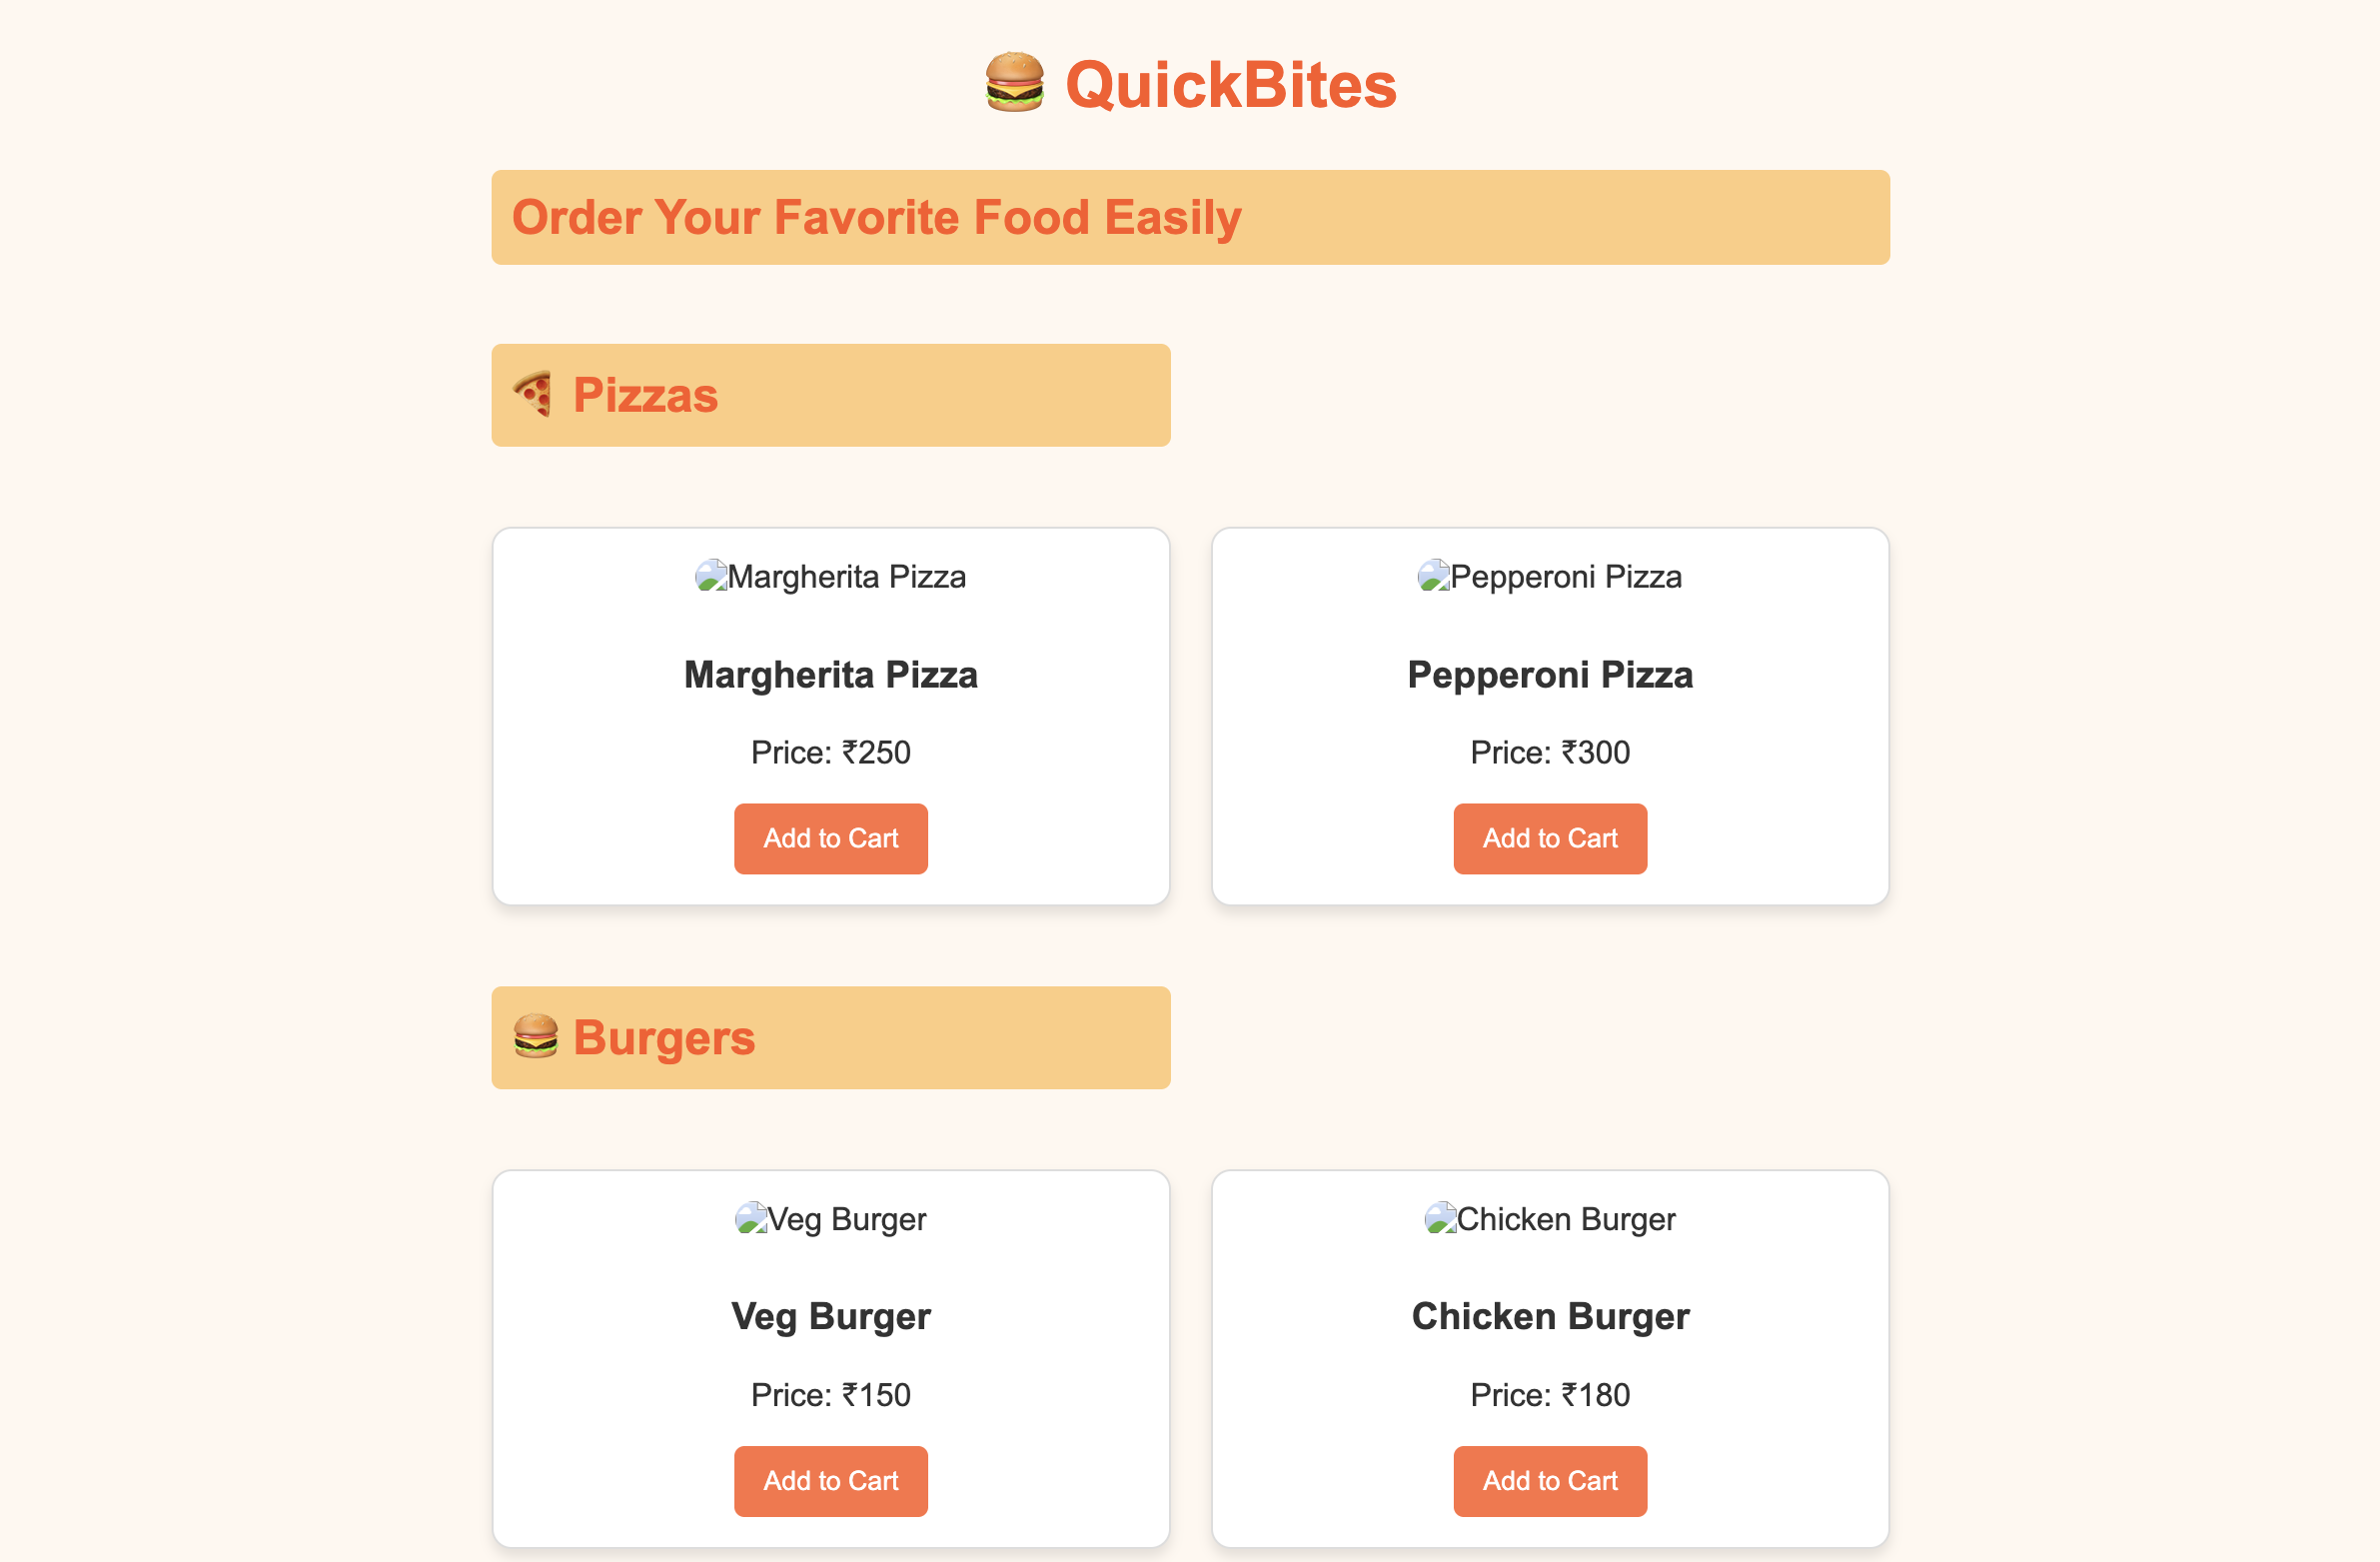 QuickBites
Order Your Favorite Food Easily
Pizzas
Margherita Pizza
Margherita Pizza
Price: ₹250
Add to Cart
Pepperoni Pizza
Pepperoni Pizza
Price: ₹300
Add to Cart
Burgers
Veg Burger
Veg Burger
Price: ₹150
Add to Cart
Chicken Burger
Chicken Burger
Price: ₹180
Add to Cart